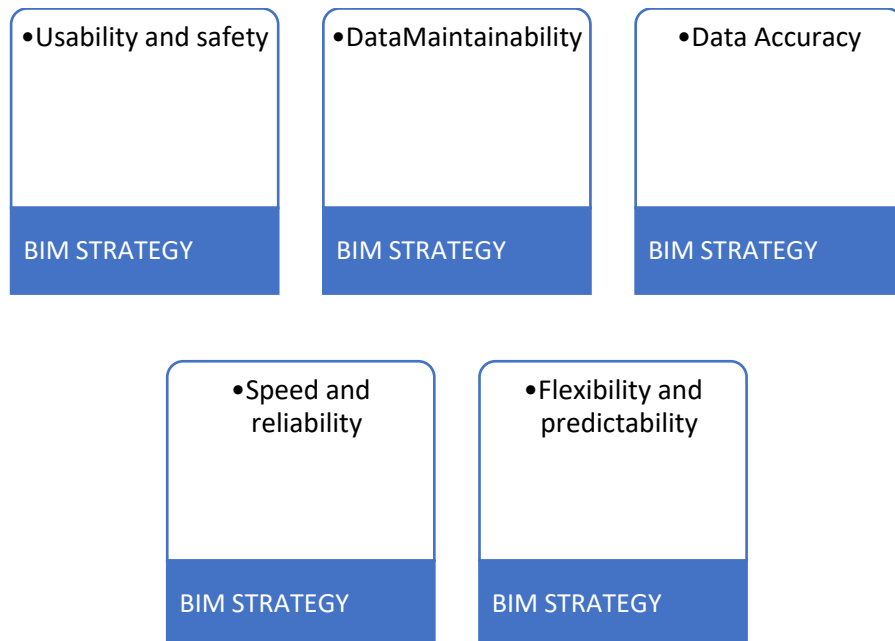 •Usability and safety
BIM STRATEGY
•DataMaintainability
BIM STRATEGY
•Data Accuracy
BIM STRATEGY
•Speed and
reliability
BIM STRATEGY
•Flexibility and
predictability
BIM STRATEGY